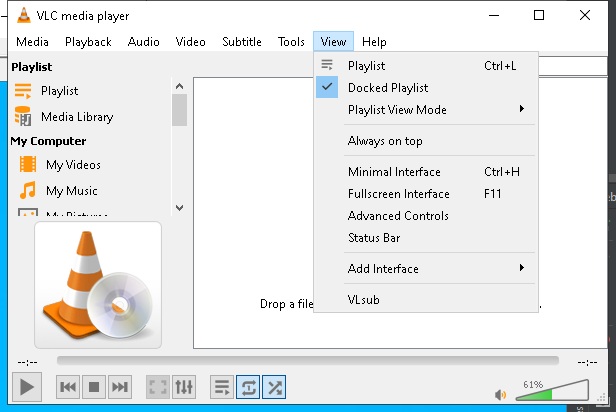 VLC media player
Media Playback Audio Video Subtitle Tools View Help
Playlist
Playlist
Media Library
My Computer
My Videos
My Music
My Pictures
Playlist Ctrl+L
Docked Playlist
Playlist View Mode
Always on top
Minimal Interface Ctrl+H
Fullscreen Interface F11
Advanced Controls
Status Bar
Add Interface
VLsub
Drop a file
--:-- --:--
61%